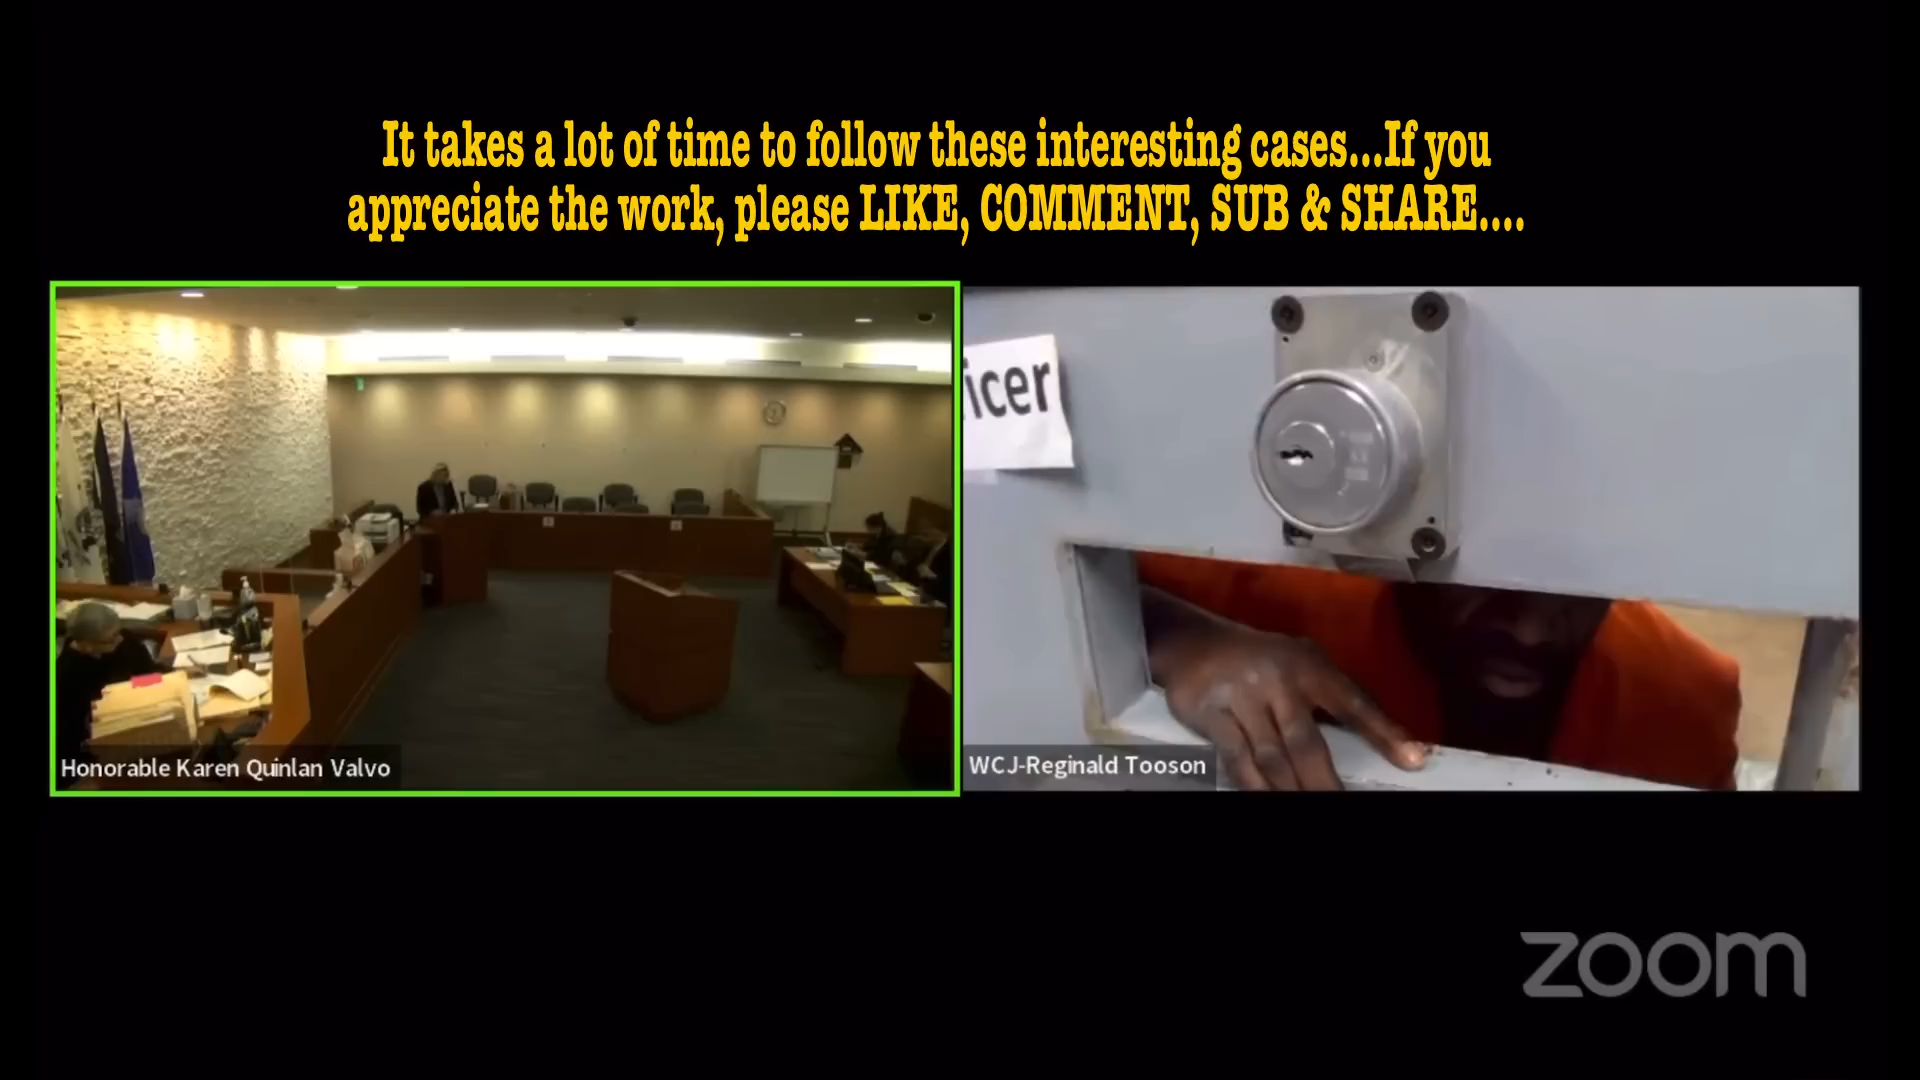 It takes a lot of time to follow these interesting cases...If you
appreciate the work, please LIKE, COMMENT, SUB & SHARE....
icer
Honorable Karen Quinlan Valvo
WCJ-Reginald Tooson
zoom